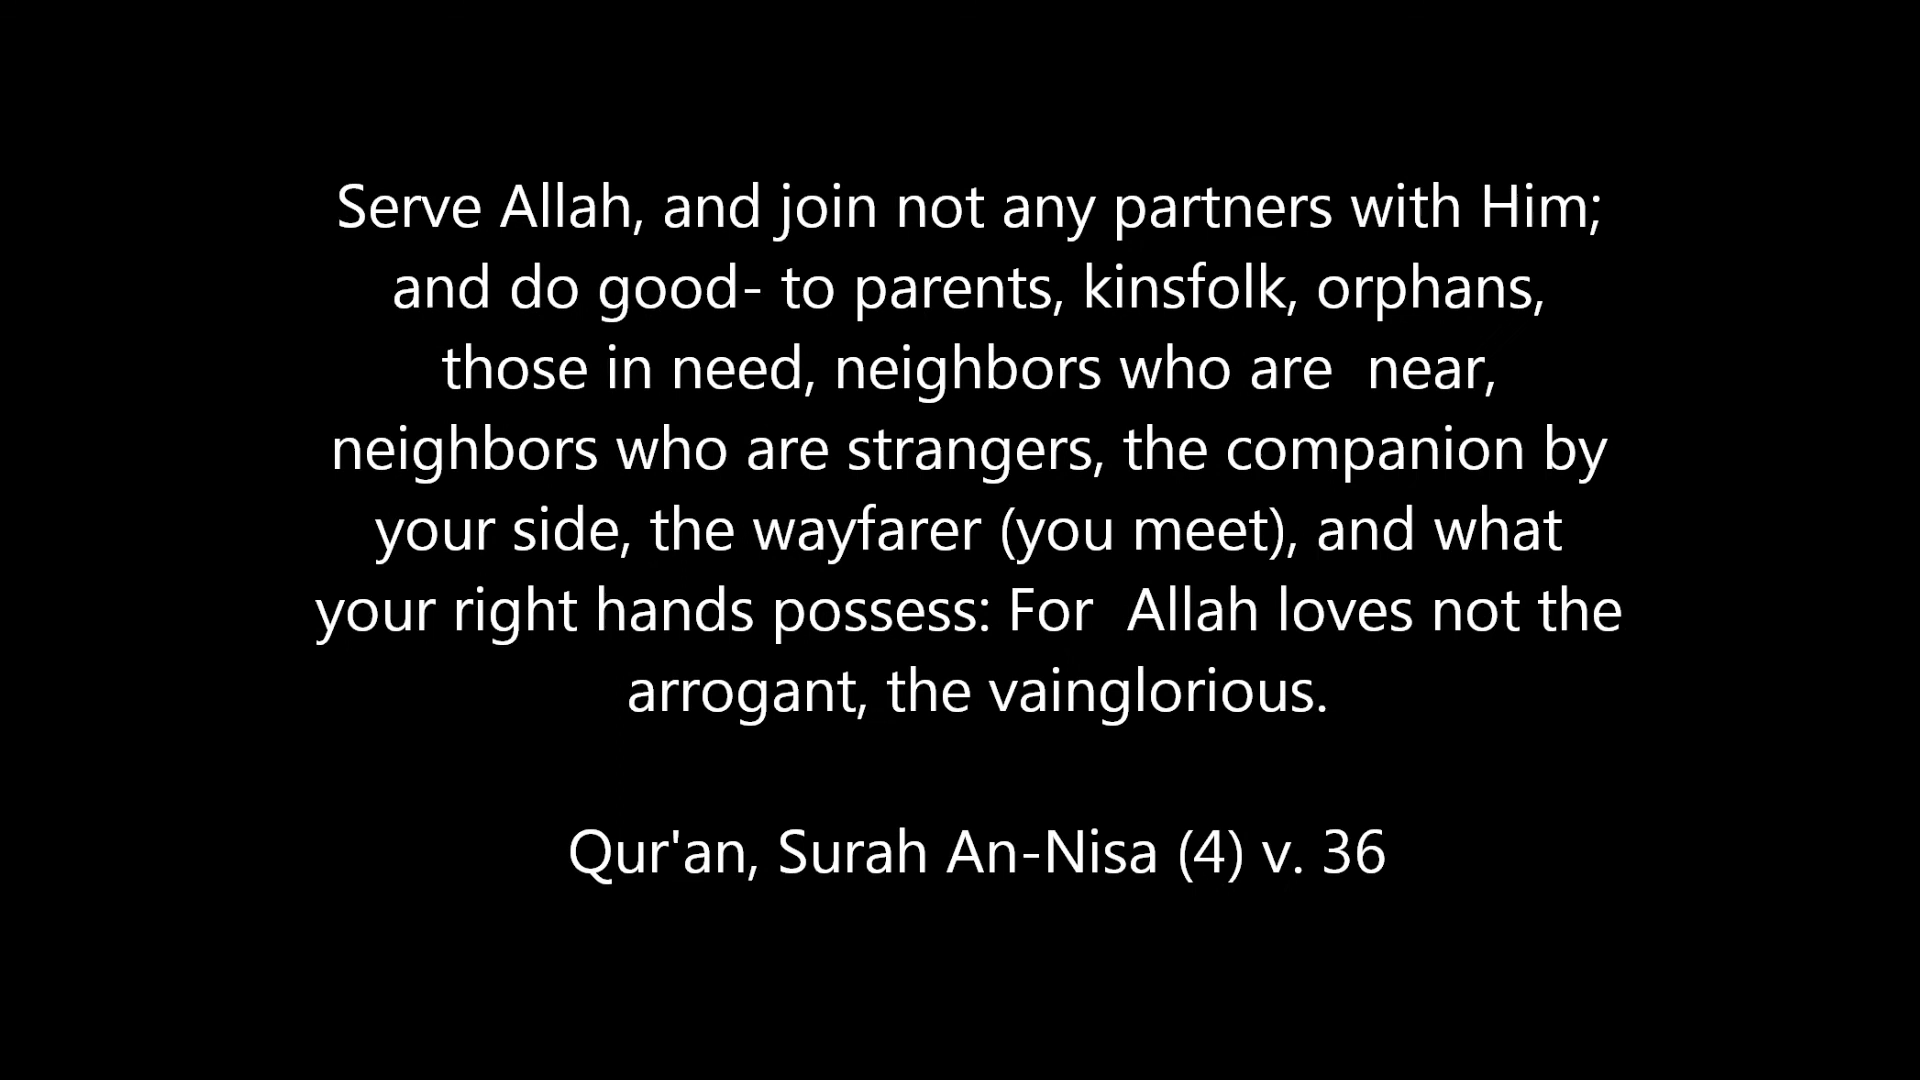 Serve Allah, and join not any partners with Him;
and do good- to parents, kinsfolk, orphans,
those in need, neighbors who are  near,
neighbors who are strangers, the companion by
your side, the wayfarer (you meet), and what
your right hands possess: For  Allah loves not the
arrogant, the vainglorious.
Qur'an, Surah An-Nisa (4) v. 36